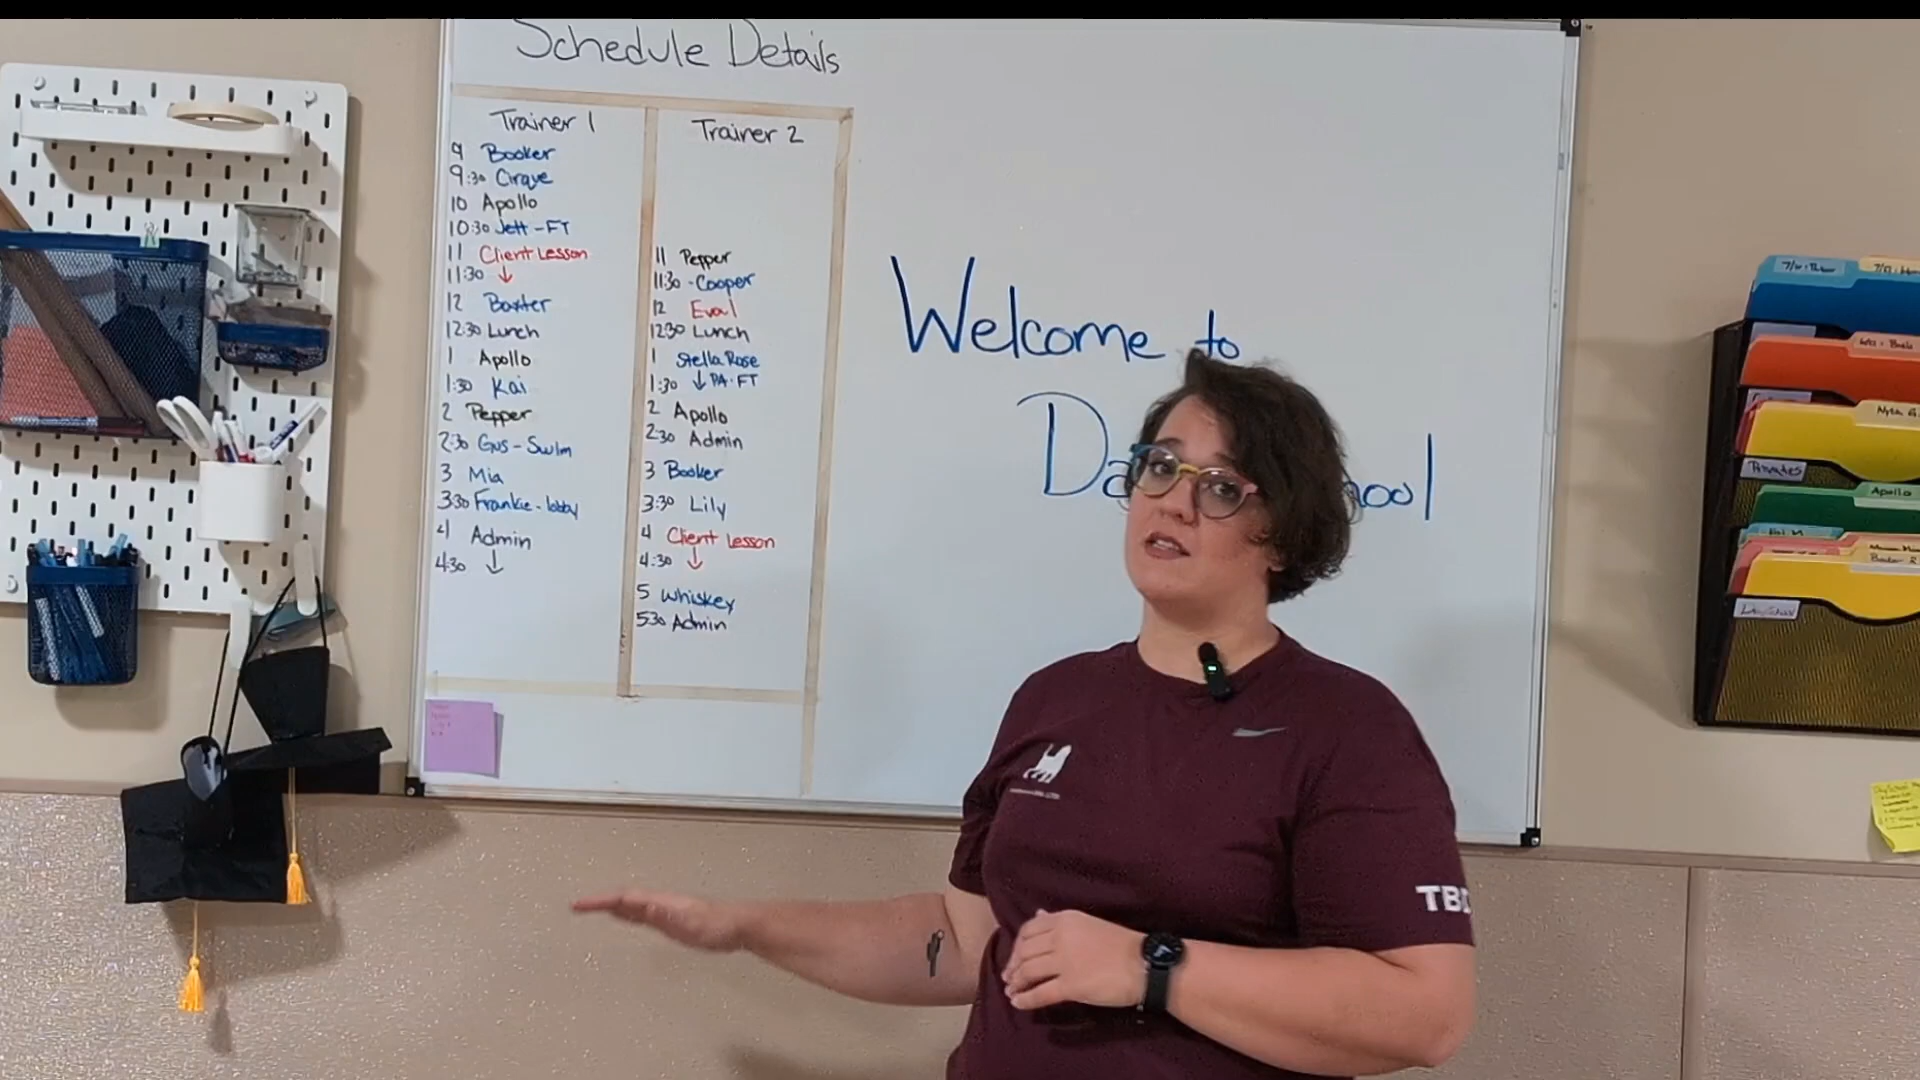 Schedule Details
Trainer 1
9 Booker
9:30 Cirque
10 Apollo
10:30 Jett - FT
11 Client Lesson
11:30 ↓
12 Baxter
12:30 Lunch
1 Apollo
1:30 Kai
2 Pepper
2:30 Gus - Swim
3 Mia
3:30 Frankie - lobby
4 Admin
4:30 ↓
Trainer 2
11 Pepper
11:30 - Cooper
12 Eval
12:30 Lunch
1 Stella Rose
1:30 ↓ PA - FT
2 Apollo
2:30 Admin
3 Booker
3:30 Lily
4 Client Lesson
4:30 ↓
5 Whiskey
5:30 Admin
Welcome to
Da hool
TBD
Privates
Apollo